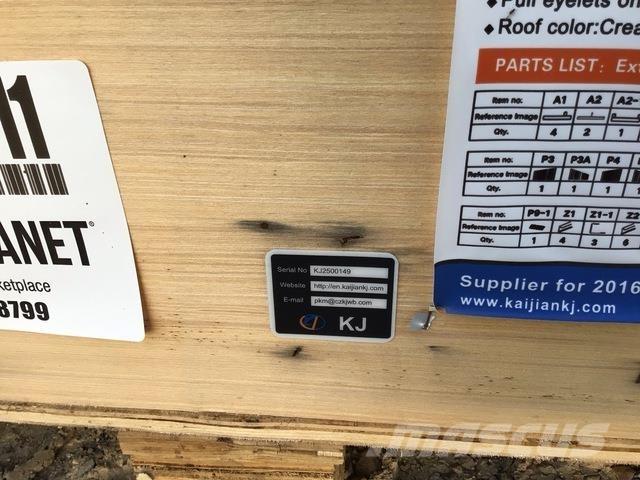 11
ANET®
ketplace
8799
Serial No KJ2500149
Website http://en.kaijiankj.com
E-mail pkm@czkjwb.com
KJ
Pull eyelets on
Roof color:Crea
PARTS LIST: Ext
Item no. A1 A2 A2-
Reference Image
Qty. 4 2 1
Item no. P3 P3A P4
Reference Image
Qty. 1 1 1
Item no. P9-1 Z1 Z1-1 Z2
Reference Image
Qty. 1 4 3 6
Supplier for 2016
www.kaijiankj.com
MASCUS